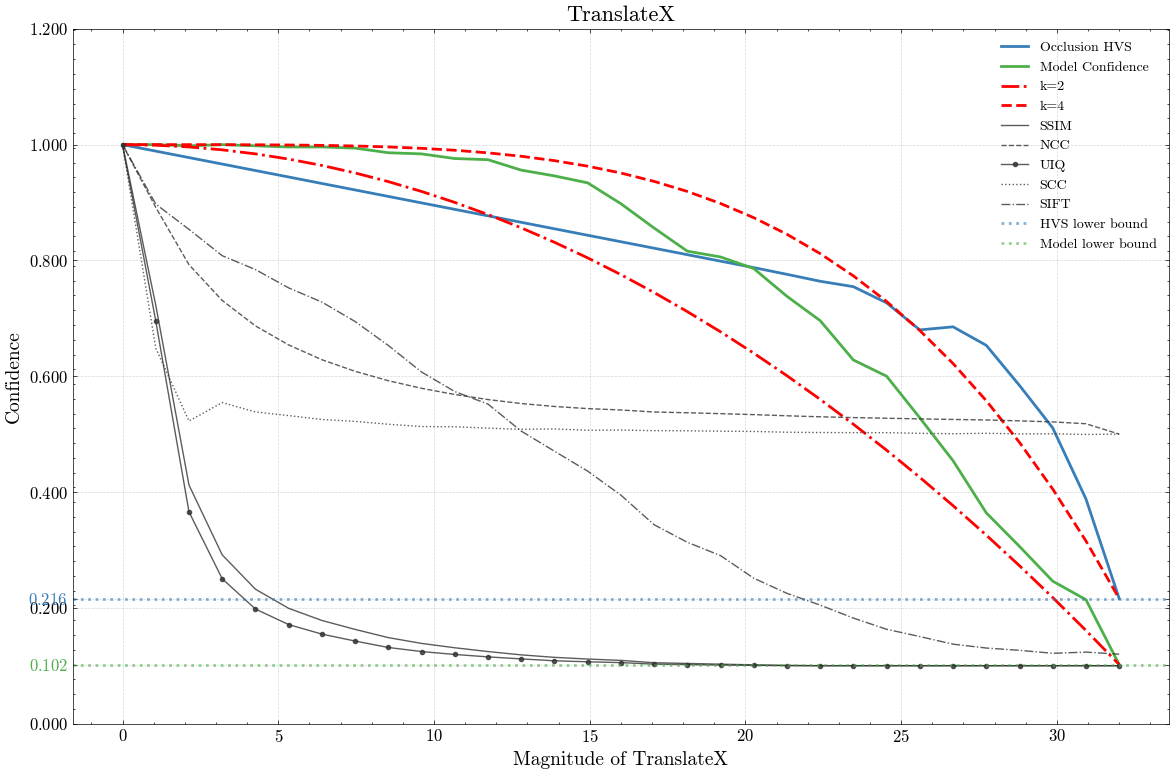 TranslateX
1.200
1.000
0.800
0.600
0.400
0.216
0.200
0.102
0.000
Confidence
Occlusion HVS
Model Confidence
k=2
k=4
SSIM
NCC
UIQ
SCC
SIFT
HVS lower bound
Model lower bound
0 5 10 15 20 25 30
Magnitude of TranslateX